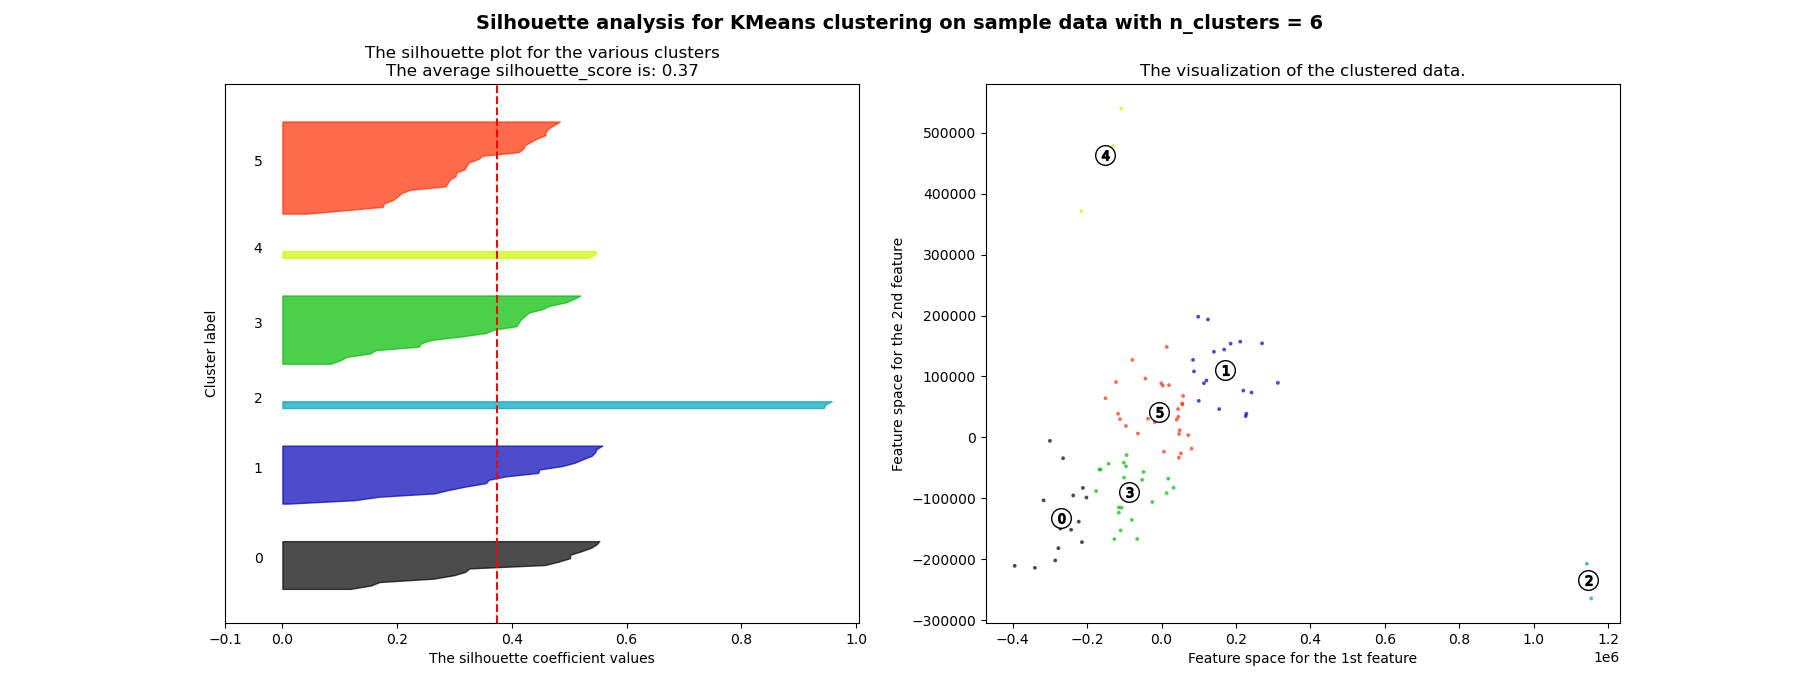 Silhouette analysis for KMeans clustering on sample data with n_clusters = 6
The silhouette plot for the various clusters
The average silhouette_score is: 0.37
Cluster label
5
4
3
2
1
0
−0.1 0.0 0.2 0.4 0.6 0.8 1.0
The silhouette coefficient values
The visualization of the clustered data.
Feature space for the 2nd feature
500000
400000
300000
200000
100000
0
−100000
−200000
−300000
4
1
5
3
0
2
−0.4 −0.2 0.0 0.2 0.4 0.6 0.8 1.0 1.2
1e6
Feature space for the 1st feature